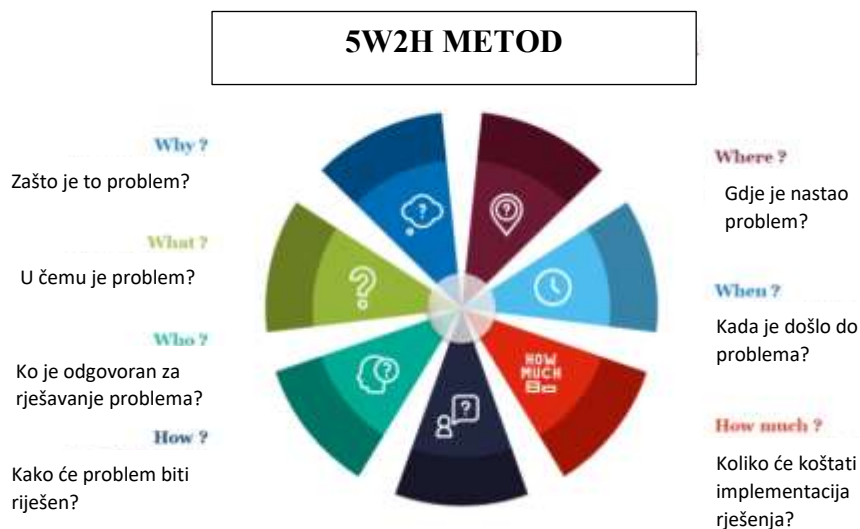 5W2H METOD
Why ?
Zašto je to problem?
What ?
U čemu je problem?
Who ?
Ko je odgovoran za
rješavanje problema?
How ?
Kako će problem biti
riješen?
Where ?
Gdje je nastao
problem?
When ?
Kada je došlo do
problema?
How much ?
Koliko će koštati
implementacija
rješenja?
?
?
?
?
?
HOW
MUCH